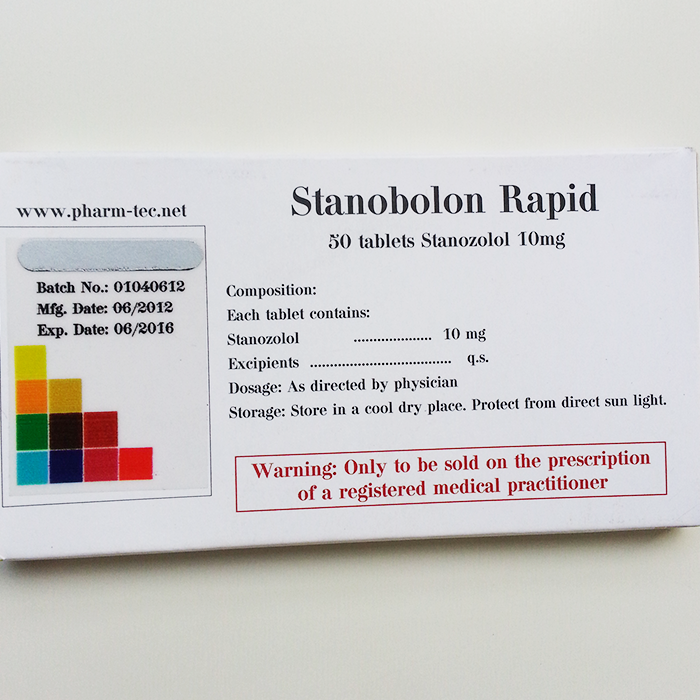 www.pharm-tec.net
Batch No.: 01040612
Mfg. Date: 06/2012
Exp. Date: 06/2016
Stanobolon Rapid
50 tablets Stanozolol 10mg
Composition:
Each tablet contains:
Stanozolol .................... 10 mg
Excipients .................................... q.s.
Dosage: As directed by physician
Storage: Store in a cool dry place. Protect from direct sun light.
Warning: Only to be sold on the prescription
of a registered medical practitioner